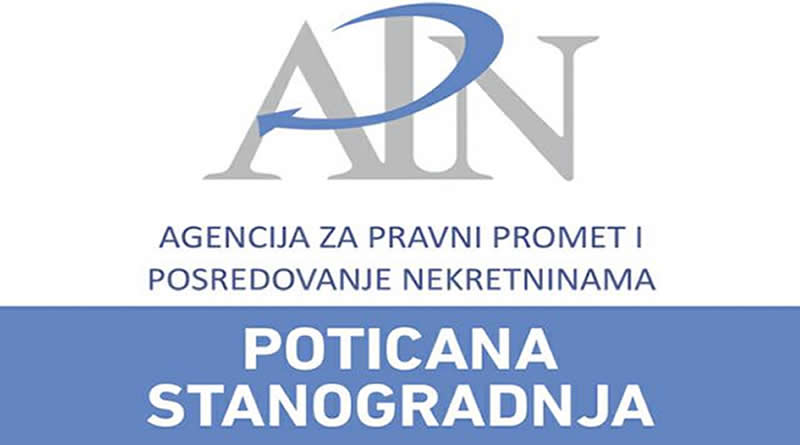 APN
AGENCIJA ZA PRAVNI PROMET I
POSREDOVANJE NEKRETNINAMA
POTICANA
STANOGRADNJA